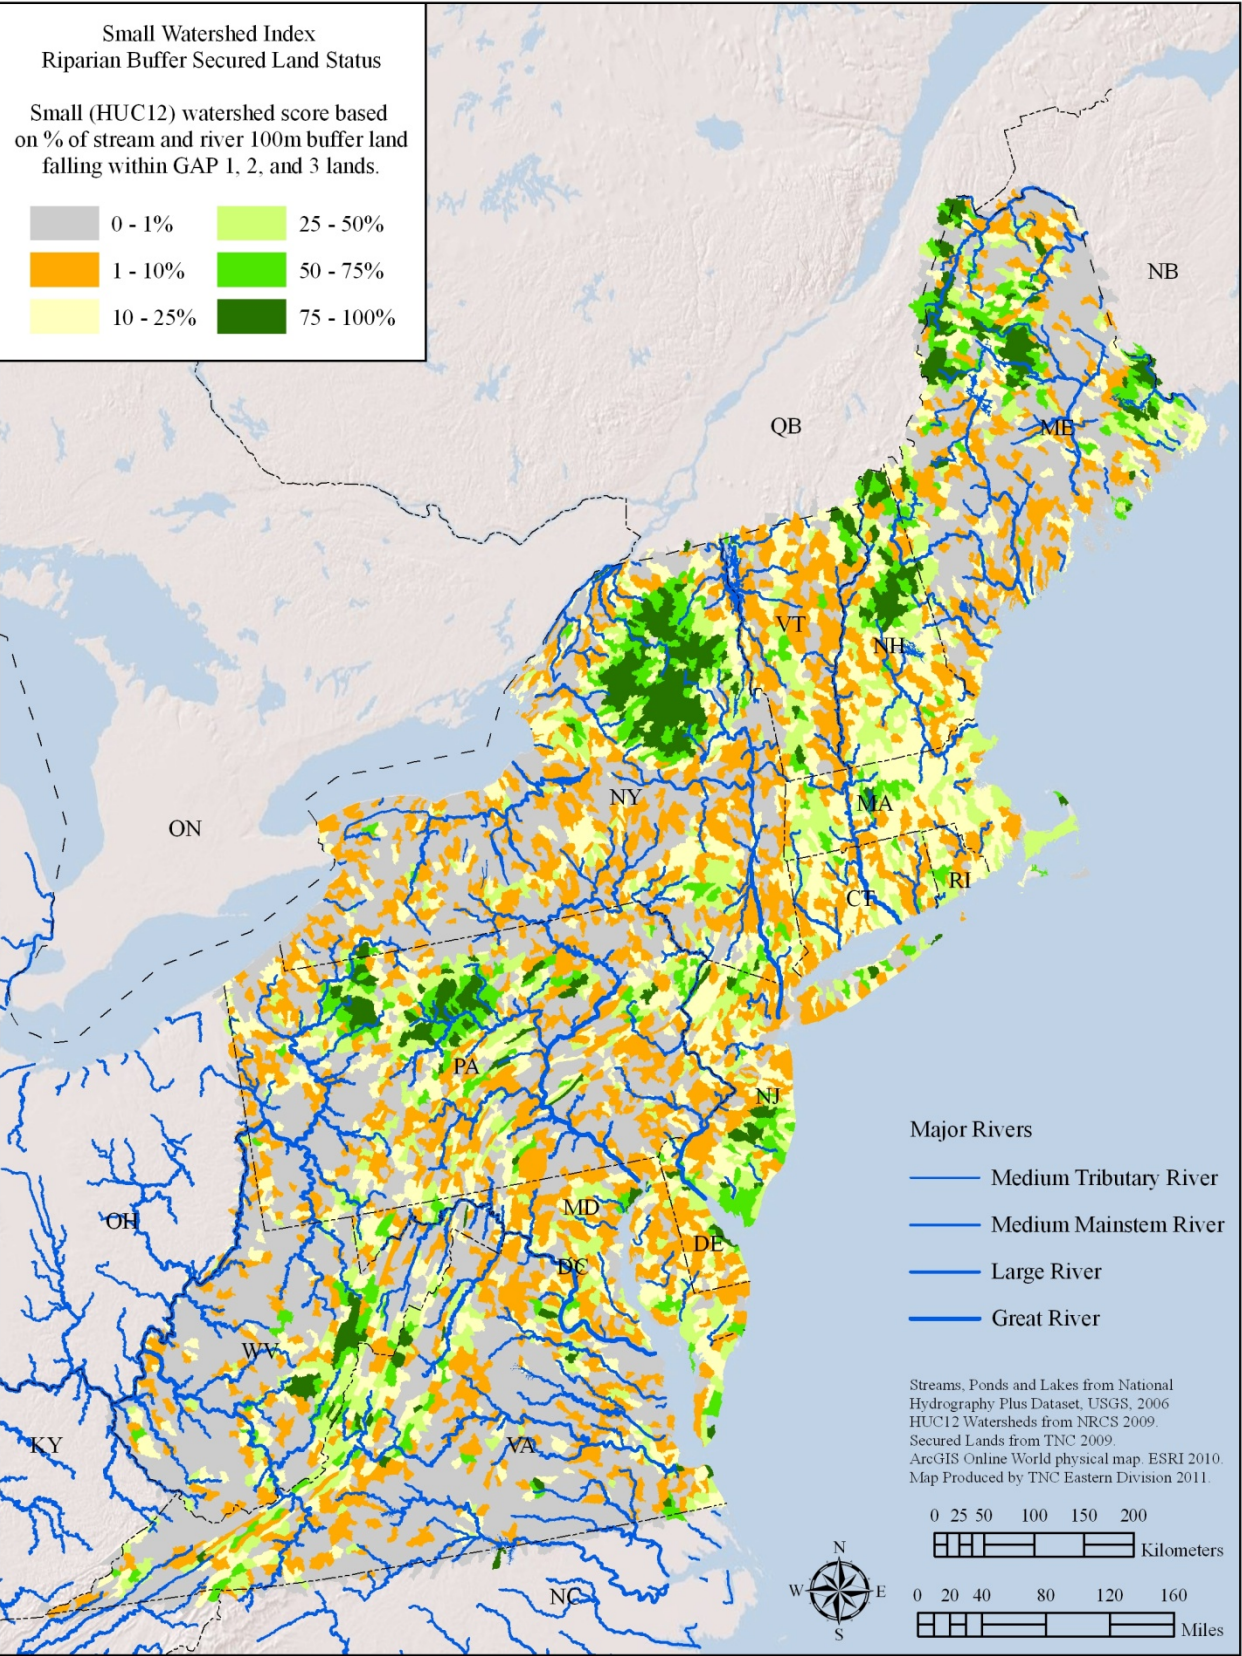 Small Watershed Index
Riparian Buffer Secured Land Status
Small (HUC12) watershed score based
on % of stream and river 100m buffer land
falling within GAP 1, 2, and 3 lands.
0 - 1%
25 - 50%
1 - 10%
50 - 75%
10 - 25%
75 - 100%
NB
QB
ME
VT
NH
NY
MA
ON
CT
RI
PA
NJ
OH
MD
DE
DC
WV
KY
VA
NC
Major Rivers
Medium Tributary River
Medium Mainstem River
Large River
Great River
Streams, Ponds and Lakes from National
Hydrography Plus Dataset, USGS, 2006
HUC12 Watersheds from NRCS 2009.
Secured Lands from TNC 2009.
ArcGIS Online World physical map. ESRI 2010.
Map Produced by TNC Eastern Division 2011.
0 25 50 100 150 200
Kilometers
0 20 40 80 120 160
Miles
N
W E
S